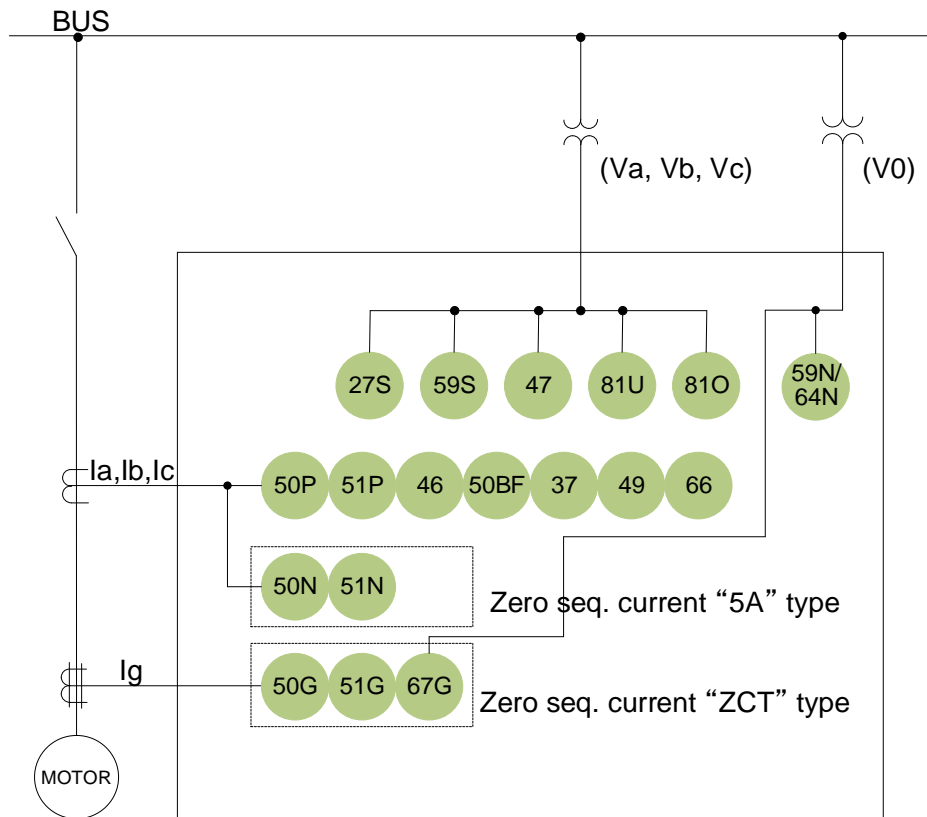 BUS
(Va, Vb, Vc)
(V0)
27S
59S
47
81U
81O
59N/
64N
Ia,Ib,Ic
50P
51P
46
50BF
37
49
66
50N
51N
Zero seq. current “5A” type
Ig
50G
51G
67G
Zero seq. current “ZCT” type
MOTOR